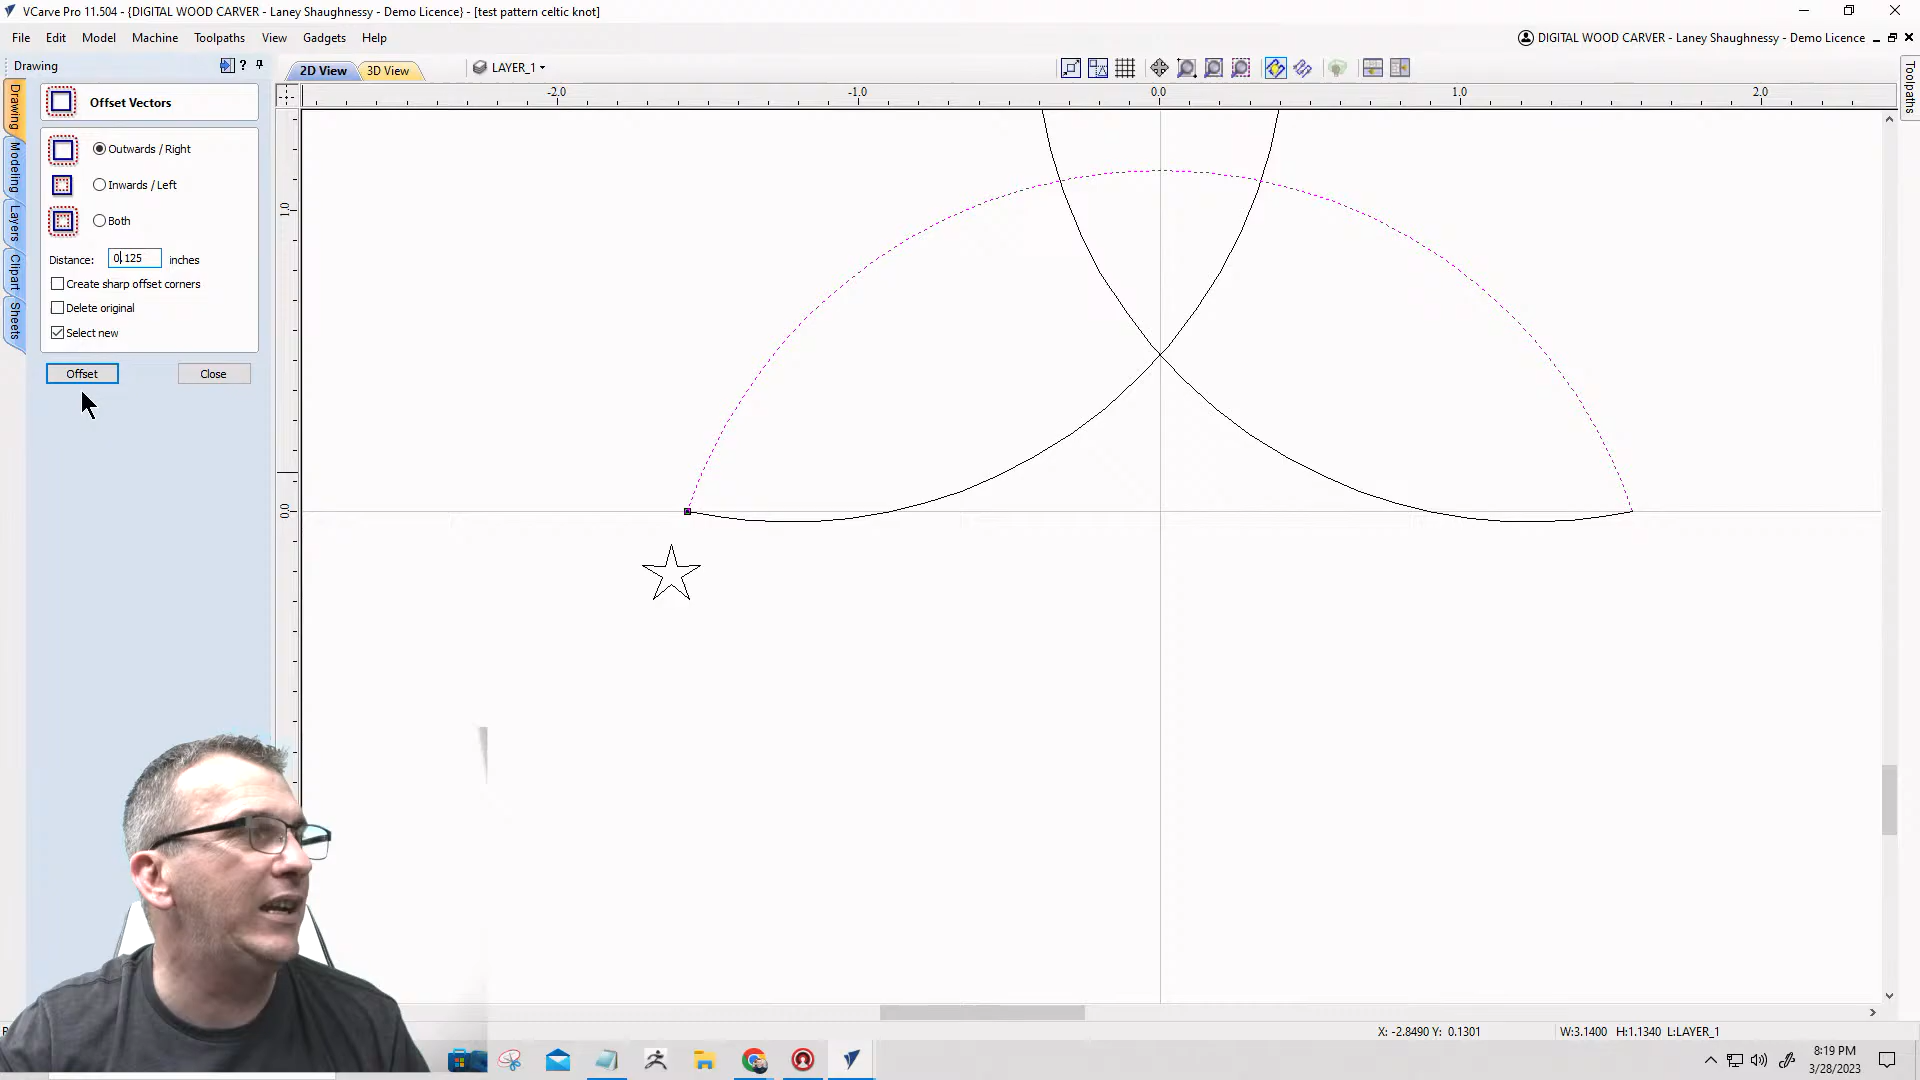 VCarve Pro 11.504 - {DIGITAL WOOD CARVER - Laney Shaughnessy - Demo Licence} - [test pattern celtic knot]
File Edit Model Machine Toolpaths View Gadgets Help
DIGITAL WOOD CARVER - Laney Shaughnessy - Demo Licence
Drawing
2D View 3D View
LAYER_1
Toolpaths
Drawing
Modeling
Layers
Clipart
Sheets
Offset Vectors
Outwards / Right
Inwards / Left
Both
Distance: 0.125 inches
Create sharp offset corners
Delete original
Select new
Offset Close
-2.0 -1.0 0.0 1.0 2.0
1.0
0.0
X: -2.8490 Y: 0.1301
W:3.1400 H:1.1340 L:LAYER_1
8:19 PM
3/28/2023